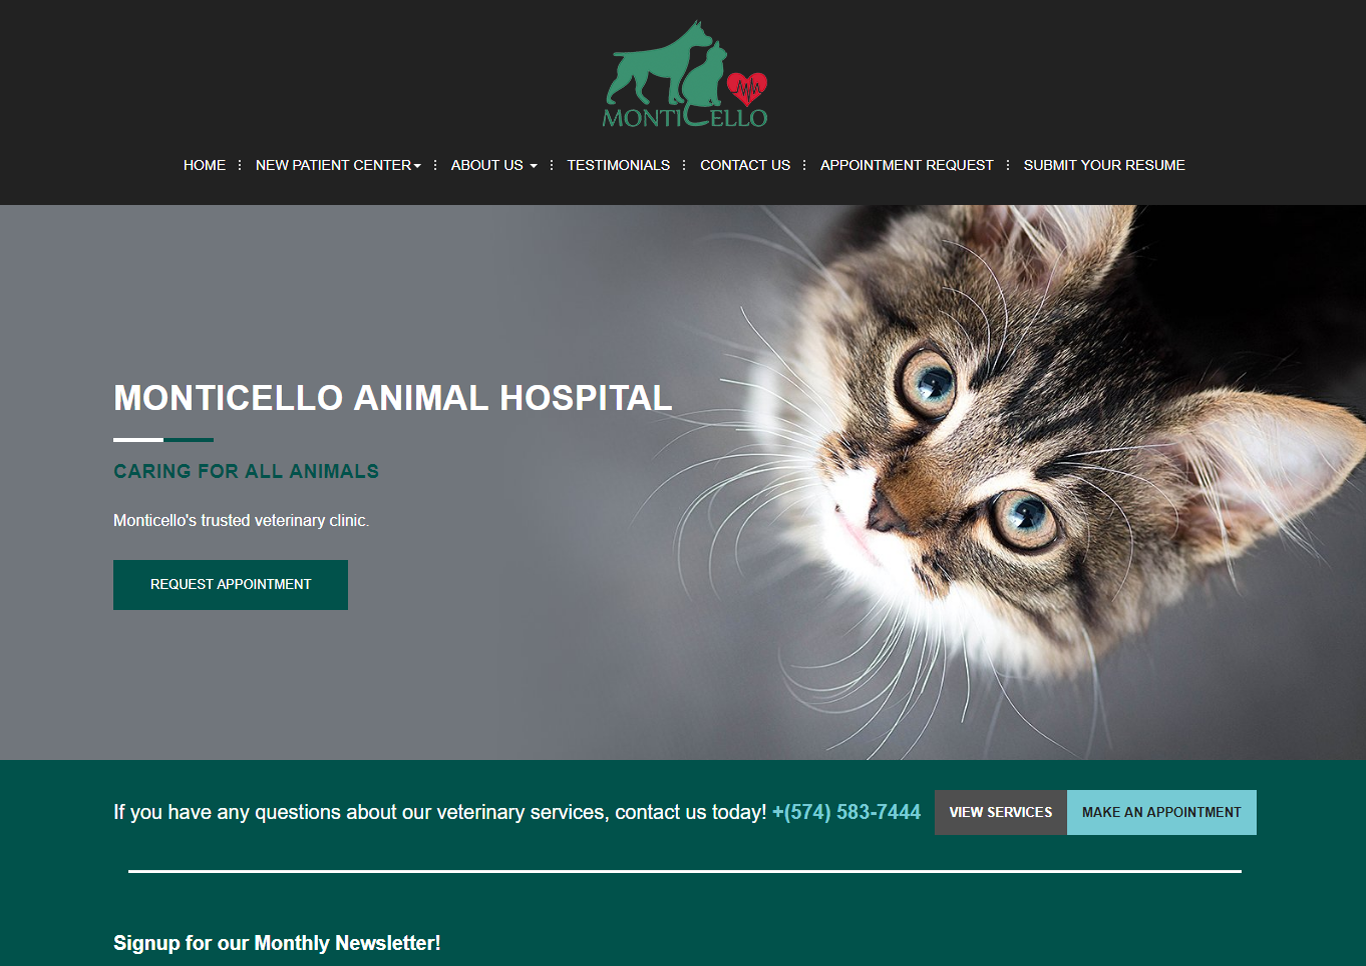 MONTICELLO
HOME
NEW PATIENT CENTER
ABOUT US
TESTIMONIALS
CONTACT US
APPOINTMENT REQUEST
SUBMIT YOUR RESUME
MONTICELLO ANIMAL HOSPITAL
CARING FOR ALL ANIMALS
Monticello's trusted veterinary clinic.
REQUEST APPOINTMENT
If you have any questions about our veterinary services, contact us today! +(574) 583-7444
VIEW SERVICES
MAKE AN APPOINTMENT
Signup for our Monthly Newsletter!